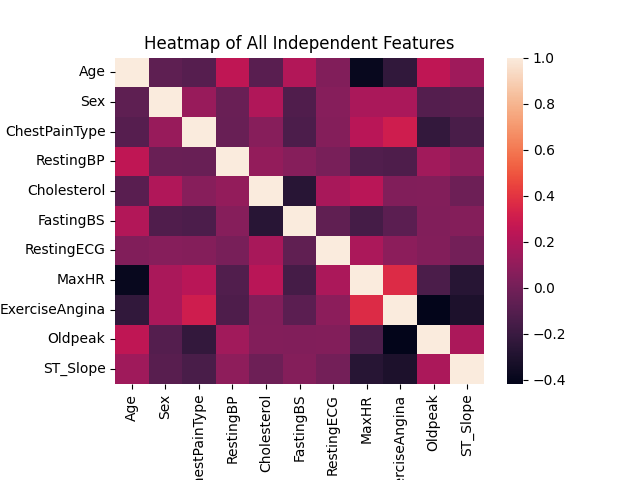 Heatmap of All Independent Features
Age
Sex
ChestPainType
RestingBP
Cholesterol
FastingBS
RestingECG
MaxHR
ExerciseAngina
Oldpeak
ST_Slope
Age
Sex
hestPainType
RestingBP
Cholesterol
FastingBS
RestingECG
MaxHR
erciseAngina
Oldpeak
ST_Slope
1.0
0.8
0.6
0.4
0.2
0.0
−0.2
−0.4